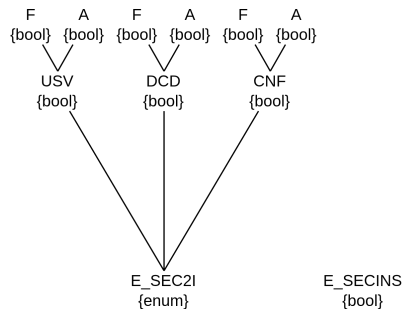 F A F A F A
{bool} {bool} {bool} {bool} {bool} {bool}
USV DCD CNF
{bool} {bool} {bool}
E_SEC2I E_SECINS
{enum} {bool}